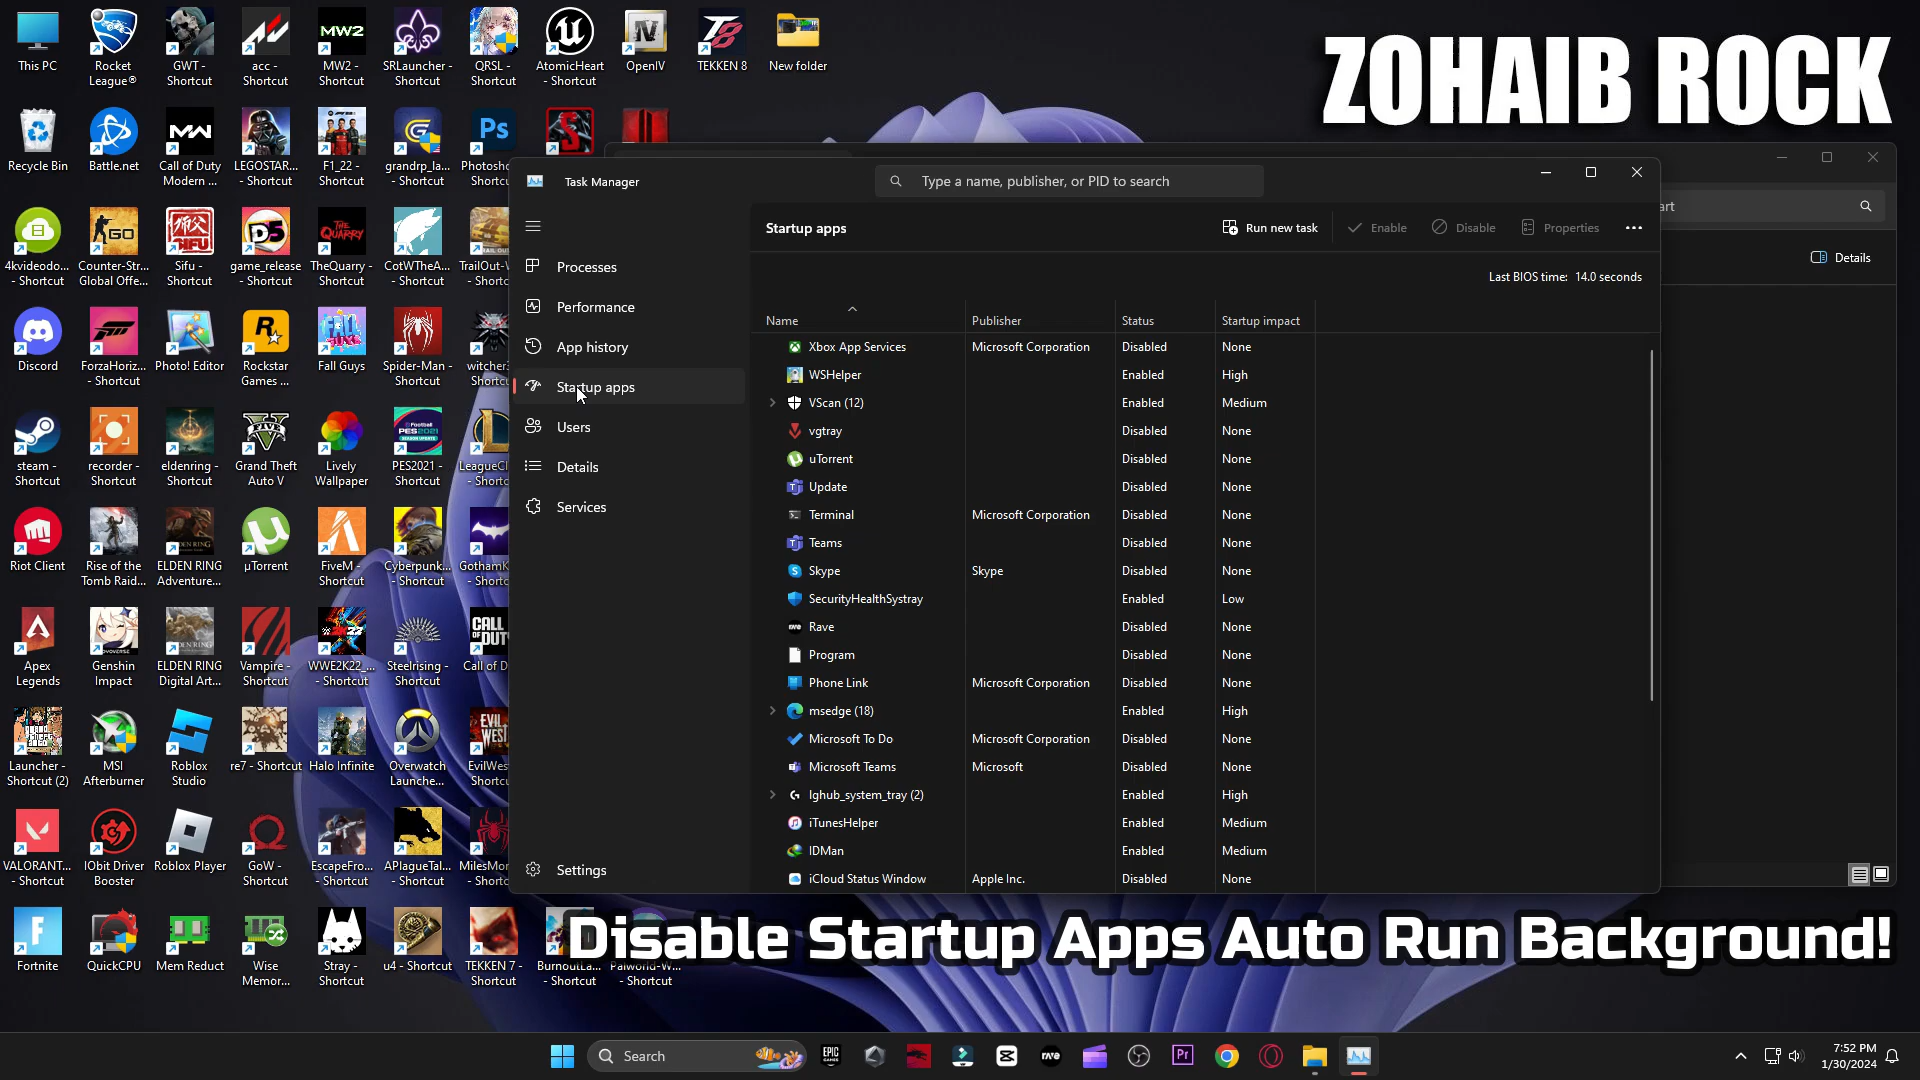 ZOHAIB ROCK
This PC
Rocket
League®
GWT -
Shortcut
acc -
Shortcut
MW2
MW2 -
Shortcut
SRLauncher -
Shortcut
QRSL -
Shortcut
AtomicHeart
- Shortcut
OpenIV
TEKKEN 8
New folder
Recycle Bin
Battle.net
Call of Duty
Modern ...
LEGOSTAR...
- Shortcut
F1_22 -
Shortcut
grandrp_la...
- Shortcut
Ps
4kvideodo...
- Shortcut
Counter-Str...
Global Offe...
Sifu -
Shortcut
game_release
- Shortcut
TheQuarry -
Shortcut
CotWTheA...
- Shortcut
Discord
ForzaHoriz...
- Shortcut
Photo! Editor
Rockstar
Games ...
Fall Guys
Spider-Man -
Shortcut
steam -
Shortcut
recorder -
Shortcut
eldenring -
Shortcut
Grand Theft
Auto V
Lively
Wallpaper
PES2021 -
Shortcut
Riot Client
Rise of the
Tomb Raid...
ELDEN RING
Adventure...
µTorrent
FiveM -
Shortcut
Cyberpunk...
- Shortcut
Apex
Legends
Genshin
Impact
ELDEN RING
Digital Art...
Vampire -
Shortcut
WWE2K22_...
- Shortcut
Steelrising -
Shortcut
Launcher -
Shortcut (2)
MSI
Afterburner
Roblox
Studio
re7 - Shortcut
Halo Infinite
Overwatch
Launche...
VALORANT...
- Shortcut
IObit Driver
Booster
Roblox Player
GoW -
Shortcut
EscapeFro...
- Shortcut
APlagueTal...
- Shortcut
Fortnite
QuickCPU
Mem Reduct
Wise
Memor...
Stray -
Shortcut
u4 - Shortcut
TEKKEN 7 -
Shortcut
BurnoutLa...
- Shortcut
Palworld-W...
- Shortcut
Task Manager
Type a name, publisher, or PID to search
Processes
Performance
App history
Startup apps
Users
Details
Services
Settings
Startup apps
Run new task
Enable
Disable
Properties
Details
Last BIOS time: 14.0 seconds
Name Publisher Status Startup impact
Xbox App Services Microsoft Corporation Disabled None
WSHelper Enabled High
VScan (12) Enabled Medium
vgtray Disabled None
uTorrent Disabled None
Update Disabled None
Terminal Microsoft Corporation Disabled None
Teams Disabled None
Skype Skype Disabled None
SecurityHealthSystray Enabled Low
Rave Disabled None
Program Disabled None
Phone Link Microsoft Corporation Disabled None
msedge (18) Enabled High
Microsoft To Do Microsoft Corporation Disabled None
Microsoft Teams Microsoft Disabled None
lghub_system_tray (2) Enabled High
iTunesHelper Enabled Medium
IDMan Enabled Medium
iCloud Status Window Apple Inc. Disabled None
Disable Startup Apps Auto Run Background!
Search
7:52 PM
1/30/2024